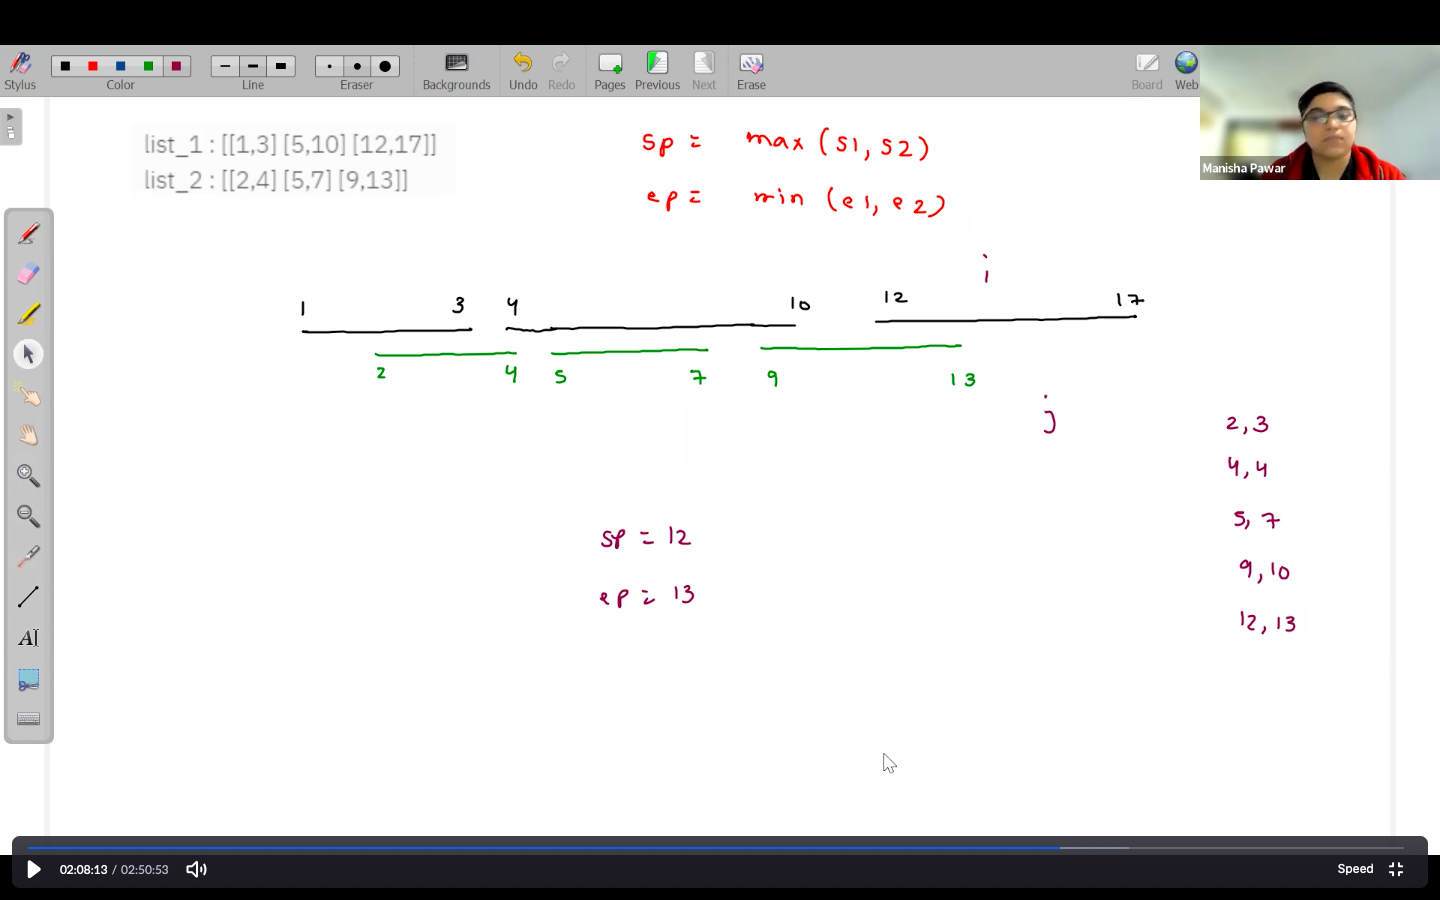 Stylus Color Line Eraser Backgrounds Undo Redo Pages Previous Next Erase Board Web
Manisha Pawar
list_1 : [[1,3] [5,10] [12,17]]
list_2 : [[2,4] [5,7] [9,13]]
sp = max (s1, s2)
ep = min (e1, e2)
i
1 3 4 10 12 17
2 4 5 7 9 13
j
2, 3
4, 4
5, 7
9, 10
12, 13
sp = 12
ep = 13
AI
02:08:13 / 02:50:53
Speed